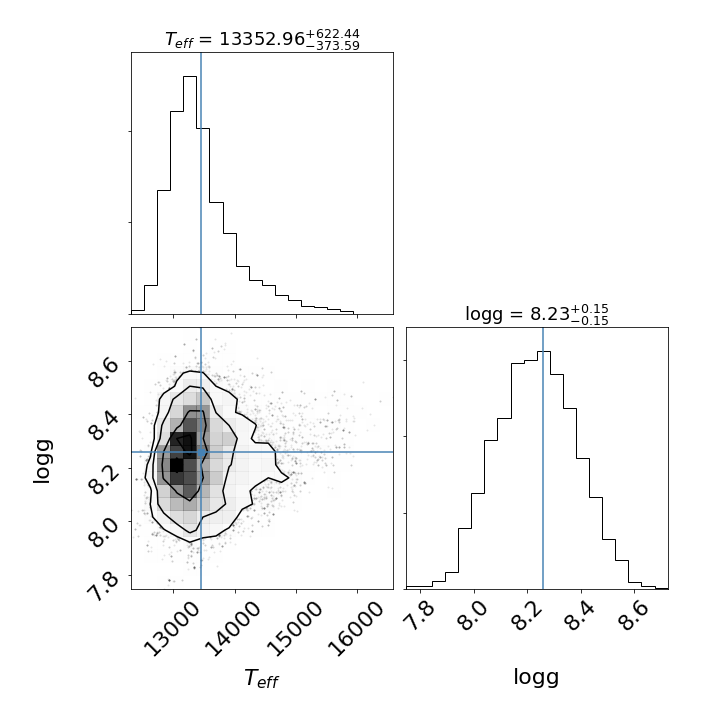 T_eff = 13352.96^{+622.44}_{-373.59}
logg = 8.23^{+0.15}_{-0.15}
logg
8.6
8.4
8.2
8.0
7.8
13000 14000 15000 16000
7.8 8.0 8.2 8.4 8.6
T_eff
logg